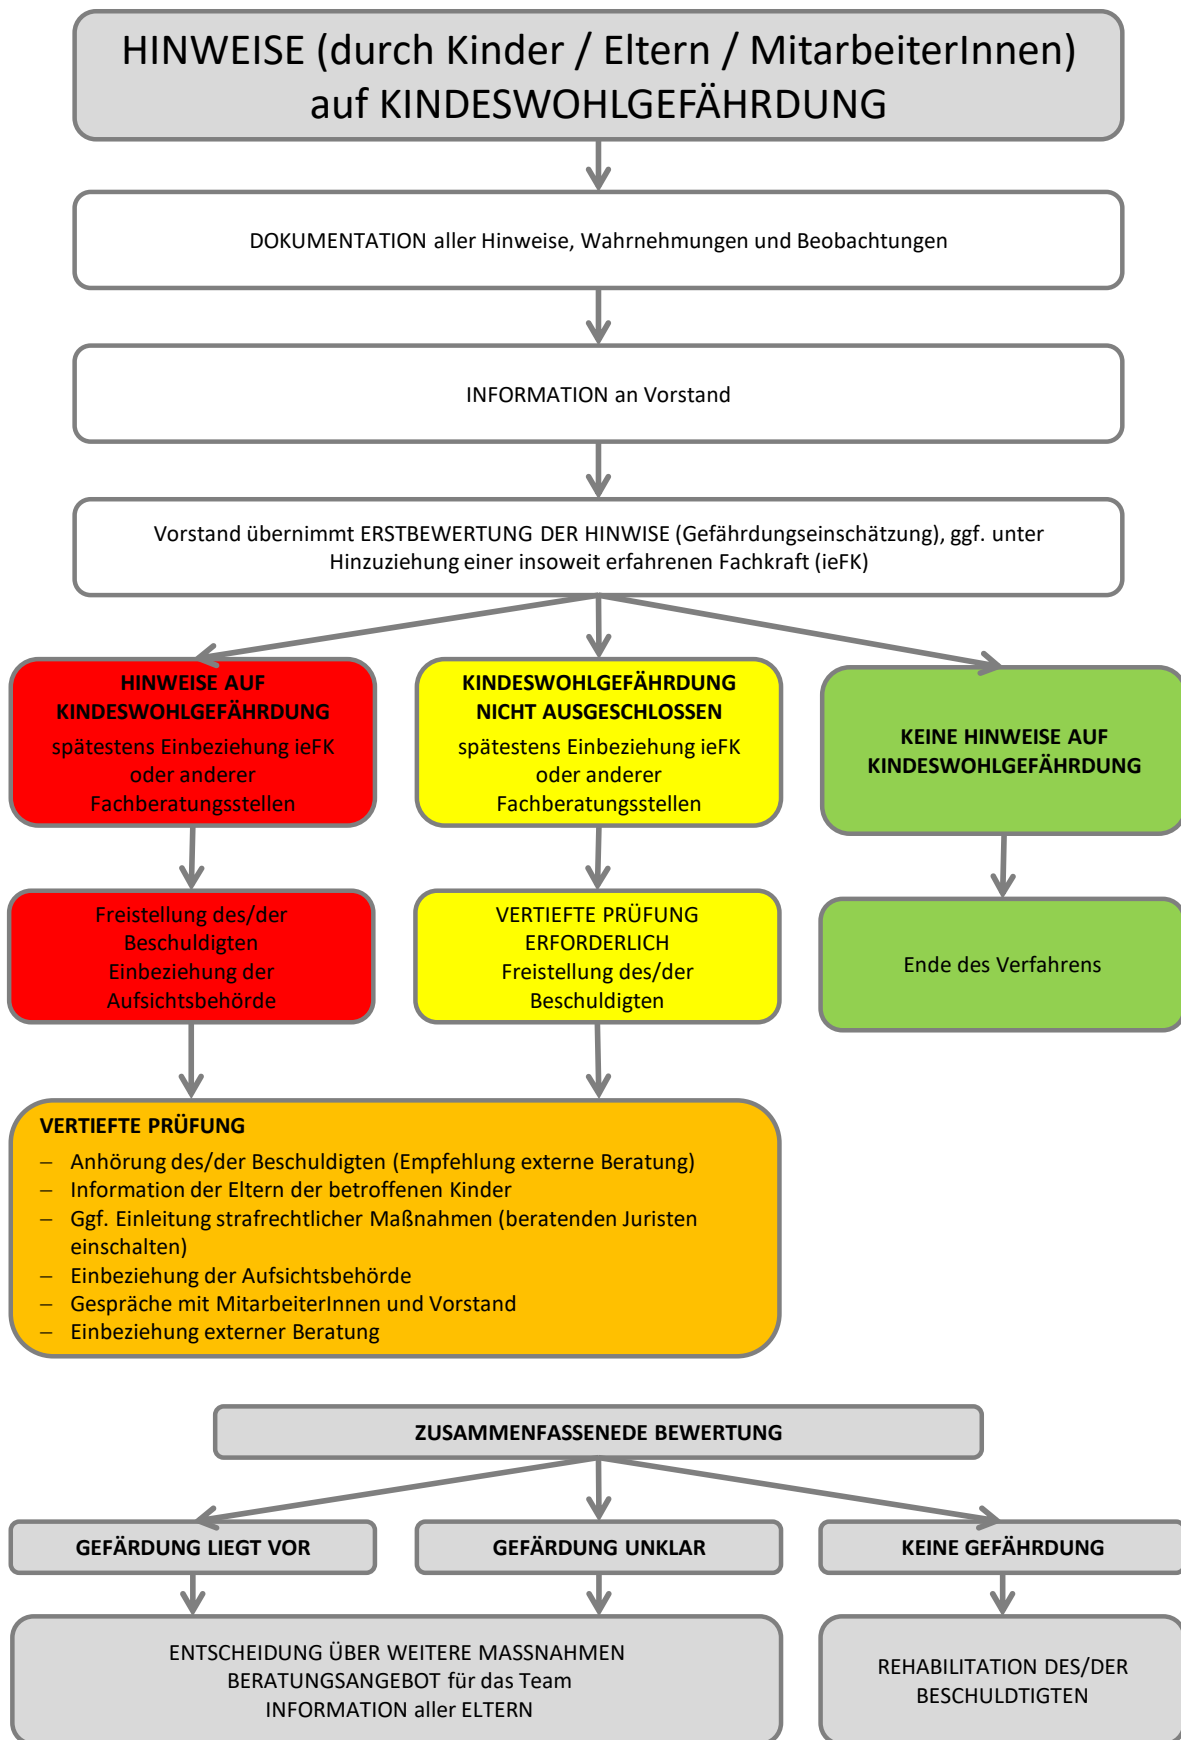 HINWEISE (durch Kinder / Eltern / MitarbeiterInnen)
auf KINDESWOHLGEFÄHRDUNG
DOKUMENTATION aller Hinweise, Wahrnehmungen und Beobachtungen
INFORMATION an Vorstand
Vorstand übernimmt ERSTBEWERTUNG DER HINWISE (Gefährdungseinschätzung), ggf. unter
Hinzuziehung einer insoweit erfahrenen Fachkraft (ieFK)
HINWEISE AUF
KINDESWOHLGEFÄHRDUNG
spätestens Einbeziehung ieFK
oder anderer
Fachberatungsstellen
KINDESWOHLGEFÄHRDUNG
NICHT AUSGESCHLOSSEN
spätestens Einbeziehung ieFK
oder anderer
Fachberatungsstellen
KEINE HINWEISE AUF
KINDESWOHLGEFÄHRDUNG
Freistellung des/der
Beschuldigten
Einbeziehung der
Aufsichtsbehörde
VERTIEFTE PRÜFUNG
ERFORDERLICH
Freistellung des/der
Beschuldigten
Ende des Verfahrens
VERTIEFTE PRÜFUNG
– Anhörung des/der Beschuldigten (Empfehlung externe Beratung)
– Information der Eltern der betroffenen Kinder
– Ggf. Einleitung strafrechtlicher Maßnahmen (beratenden Juristen
einschalten)
– Einbeziehung der Aufsichtsbehörde
– Gespräche mit MitarbeiterInnen und Vorstand
– Einbeziehung externer Beratung
ZUSAMMENFASSENEDE BEWERTUNG
GEFÄRDUNG LIEGT VOR
GEFÄRDUNG UNKLAR
KEINE GEFÄHRDUNG
ENTSCHEIDUNG ÜBER WEITERE MASSNAHMEN
BERATUNGSANGEBOT für das Team
INFORMATION aller ELTERN
REHABILITATION DES/DER
BESCHULDTIGTEN